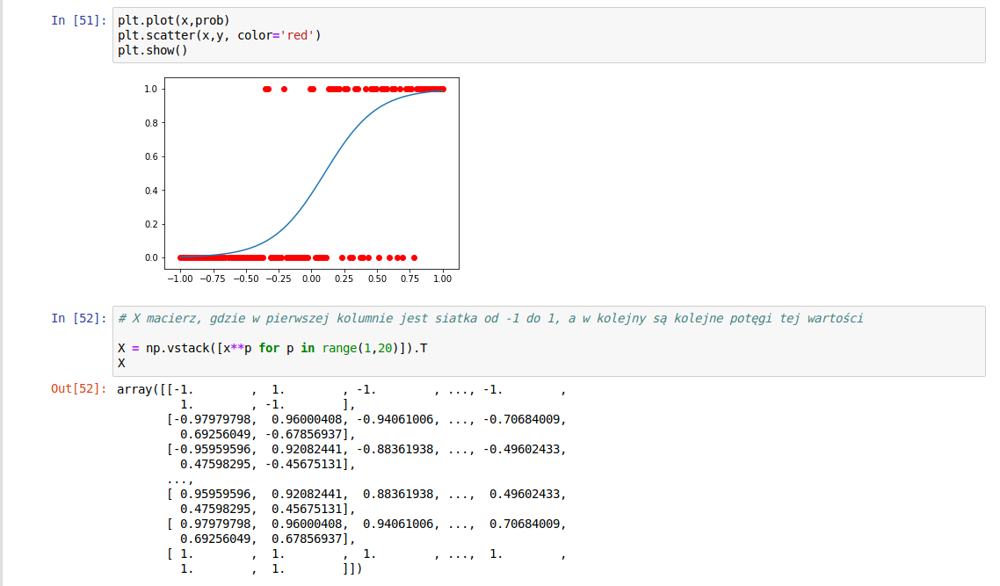 In [51]: plt.plot(x,prob)
plt.scatter(x,y, color='red')
plt.show()
1.0
0.8
0.6
0.4
0.2
0.0
−1.00 −0.75 −0.50 −0.25 0.00 0.25 0.50 0.75 1.00
In [52]: # X macierz, gdzie w pierwszej kolumnie jest siatka od -1 do 1, a w kolejny są kolejne potęgi tej wartości
X = np.vstack([x**p for p in range(1,20)]).T
X
Out[52]: array([[-1.        ,  1.        , -1.        , ..., -1.        ,
         1.        , -1.        ],
       [-0.97979798,  0.96000408, -0.94061006, ..., -0.70684009,
         0.69256049, -0.67856937],
       [-0.95959596,  0.92082441, -0.88361938, ..., -0.49602433,
         0.47598295, -0.45675131],
       ...,
       [ 0.95959596,  0.92082441,  0.88361938, ...,  0.49602433,
         0.47598295,  0.45675131],
       [ 0.97979798,  0.96000408,  0.94061006, ...,  0.70684009,
         0.69256049,  0.67856937],
       [ 1.        ,  1.        ,  1.        , ...,  1.        ,
         1.        ,  1.        ]])